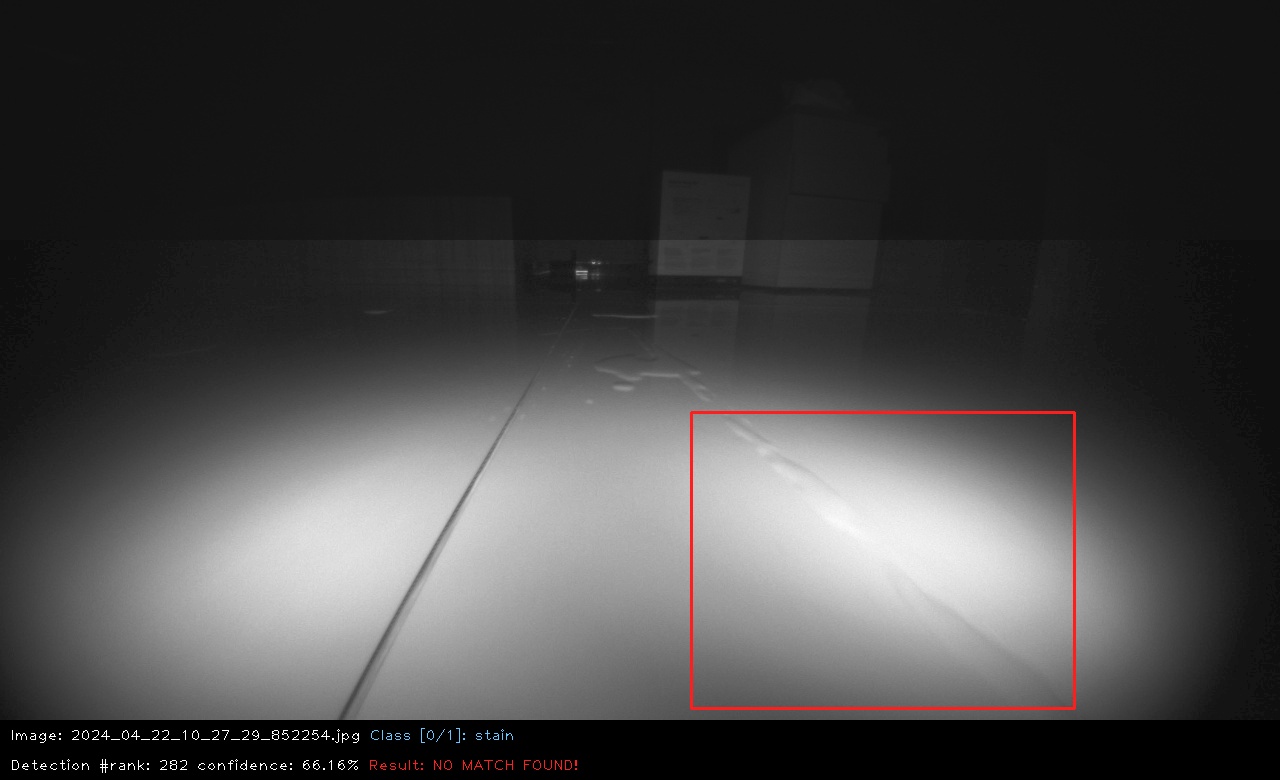 Image: 2024_04_22_10_27_29_852254.jpg Class [0/1]: stain
Detection #rank: 282 confidence: 66.16% Result: NO MATCH FOUND!